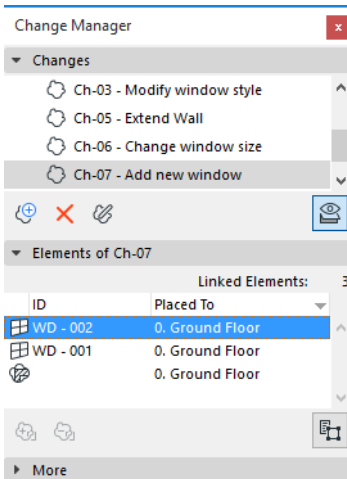 Change Manager
x
Changes
Ch-03 - Modify window style
Ch-05 - Extend Wall
Ch-06 - Change window size
Ch-07 - Add new window
Elements of Ch-07
Linked Elements: 3
ID Placed To
WD - 002 0. Ground Floor
WD - 001 0. Ground Floor
0. Ground Floor
More